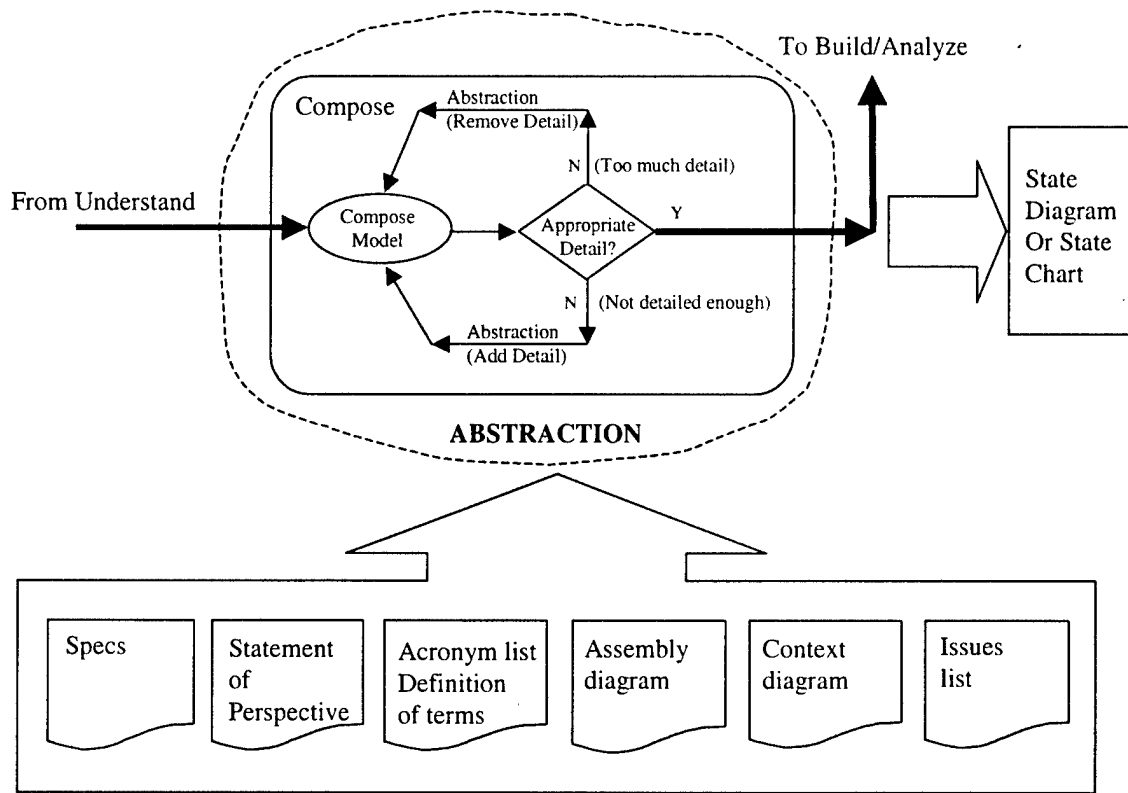 To Build/Analyze
Compose
Abstraction
(Remove Detail)
N (Too much detail)
From Understand
Compose
Model
Appropriate
Detail?
Y
N (Not detailed enough)
Abstraction
(Add Detail)
State
Diagram
Or State
Chart
ABSTRACTION
Specs
Statement
of
Perspective
Acronym list
Definition
of terms
Assembly
diagram
Context
diagram
Issues
list